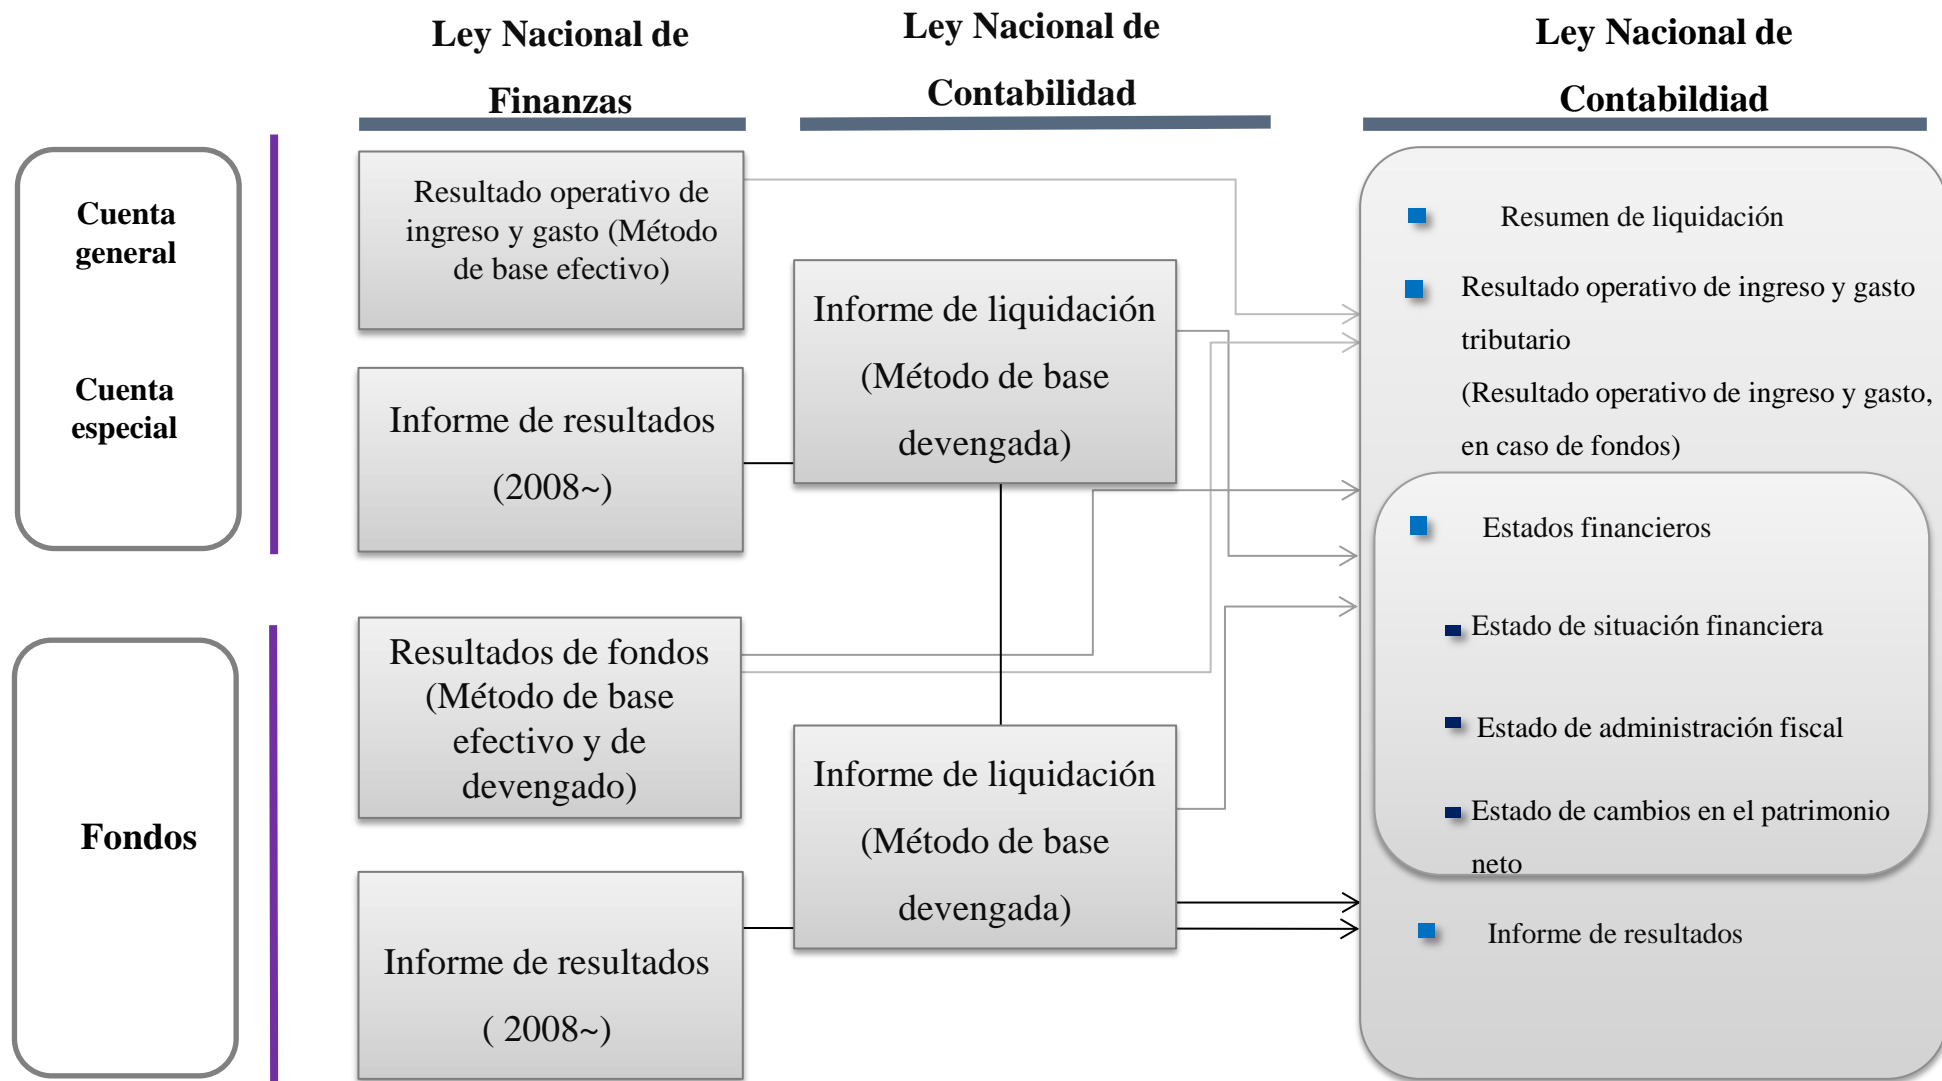 Ley Nacional de
Finanzas
Ley Nacional de
Contabilidad
Ley Nacional de
Contabildiad
Cuenta
general
Cuenta
especial
Resultado operativo de
ingreso y gasto (Método
de base efectivo)
Informe de resultados
(2008~)
Informe de liquidación
(Método de base
devengada)
Fondos
Resultados de fondos
(Método de base
efectivo y de
devengado)
Informe de resultados
( 2008~)
Informe de liquidación
(Método de base
devengada)
Resumen de liquidación
Resultado operativo de ingreso y gasto
tributario
(Resultado operativo de ingreso y gasto,
en caso de fondos)
Estados financieros
Estado de situación financiera
Estado de administración fiscal
Estado de cambios en el patrimonio
neto
Informe de resultados